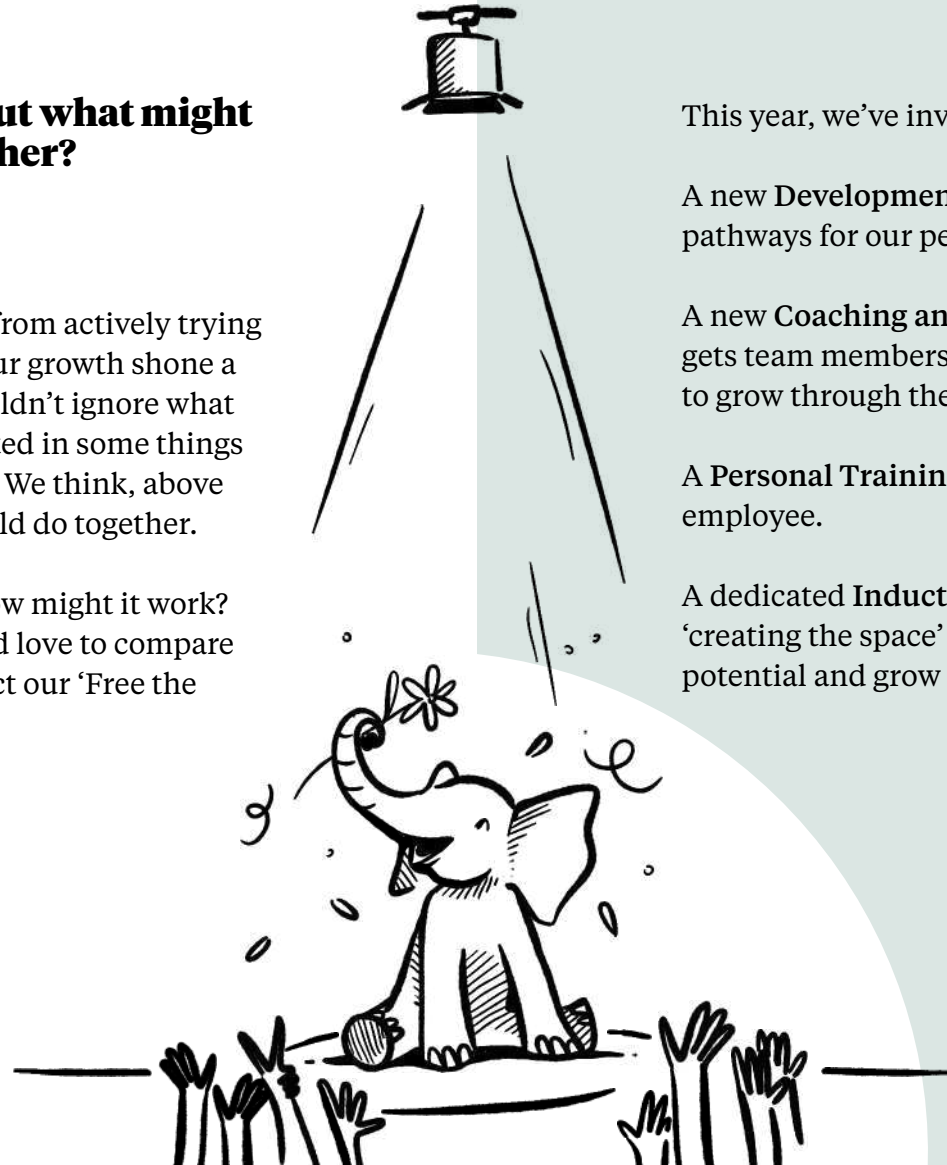 ut what might
her?
from actively trying
ur growth shone a
ldn’t ignore what
ed in some things
We think, above
ld do together.
w might it work?
d love to compare
ct our ‘Free the
This year, we’ve inv
A new Developmen
pathways for our pe
A new Coaching an
gets team members
to grow through the
A Personal Trainin
employee.
A dedicated Induct
‘creating the space’
potential and grow